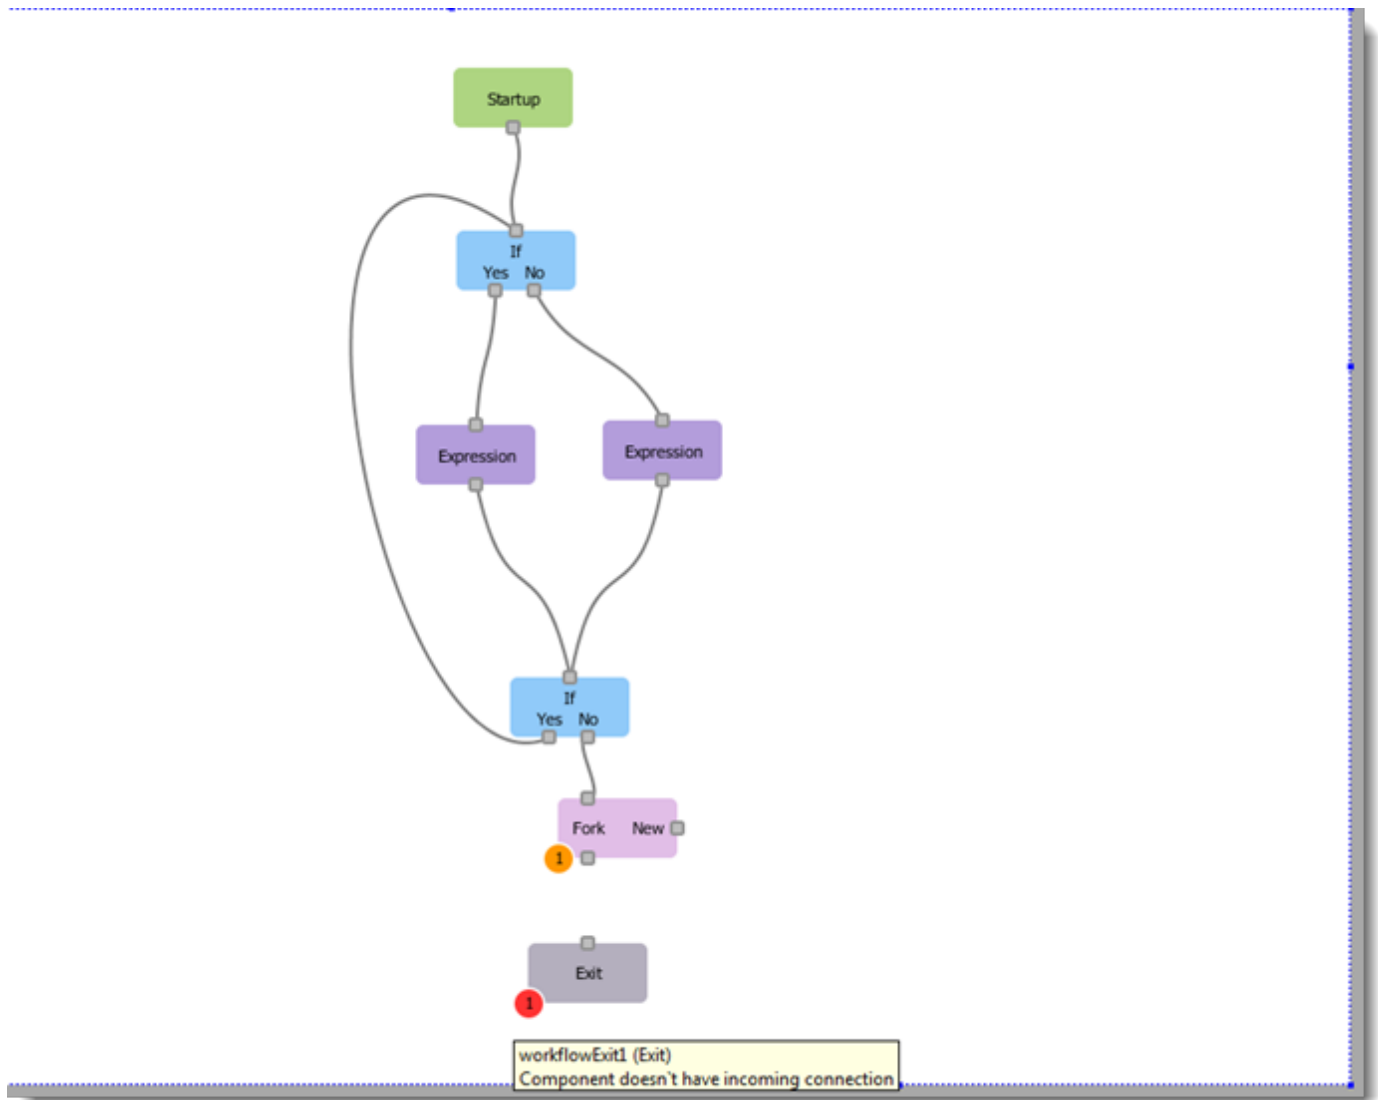 Startup
If
Yes No
Expression
Expression
If
Yes No
Fork New
1
Exit
1
workflowExit1 (Exit)
Component doesn`t have incoming connection